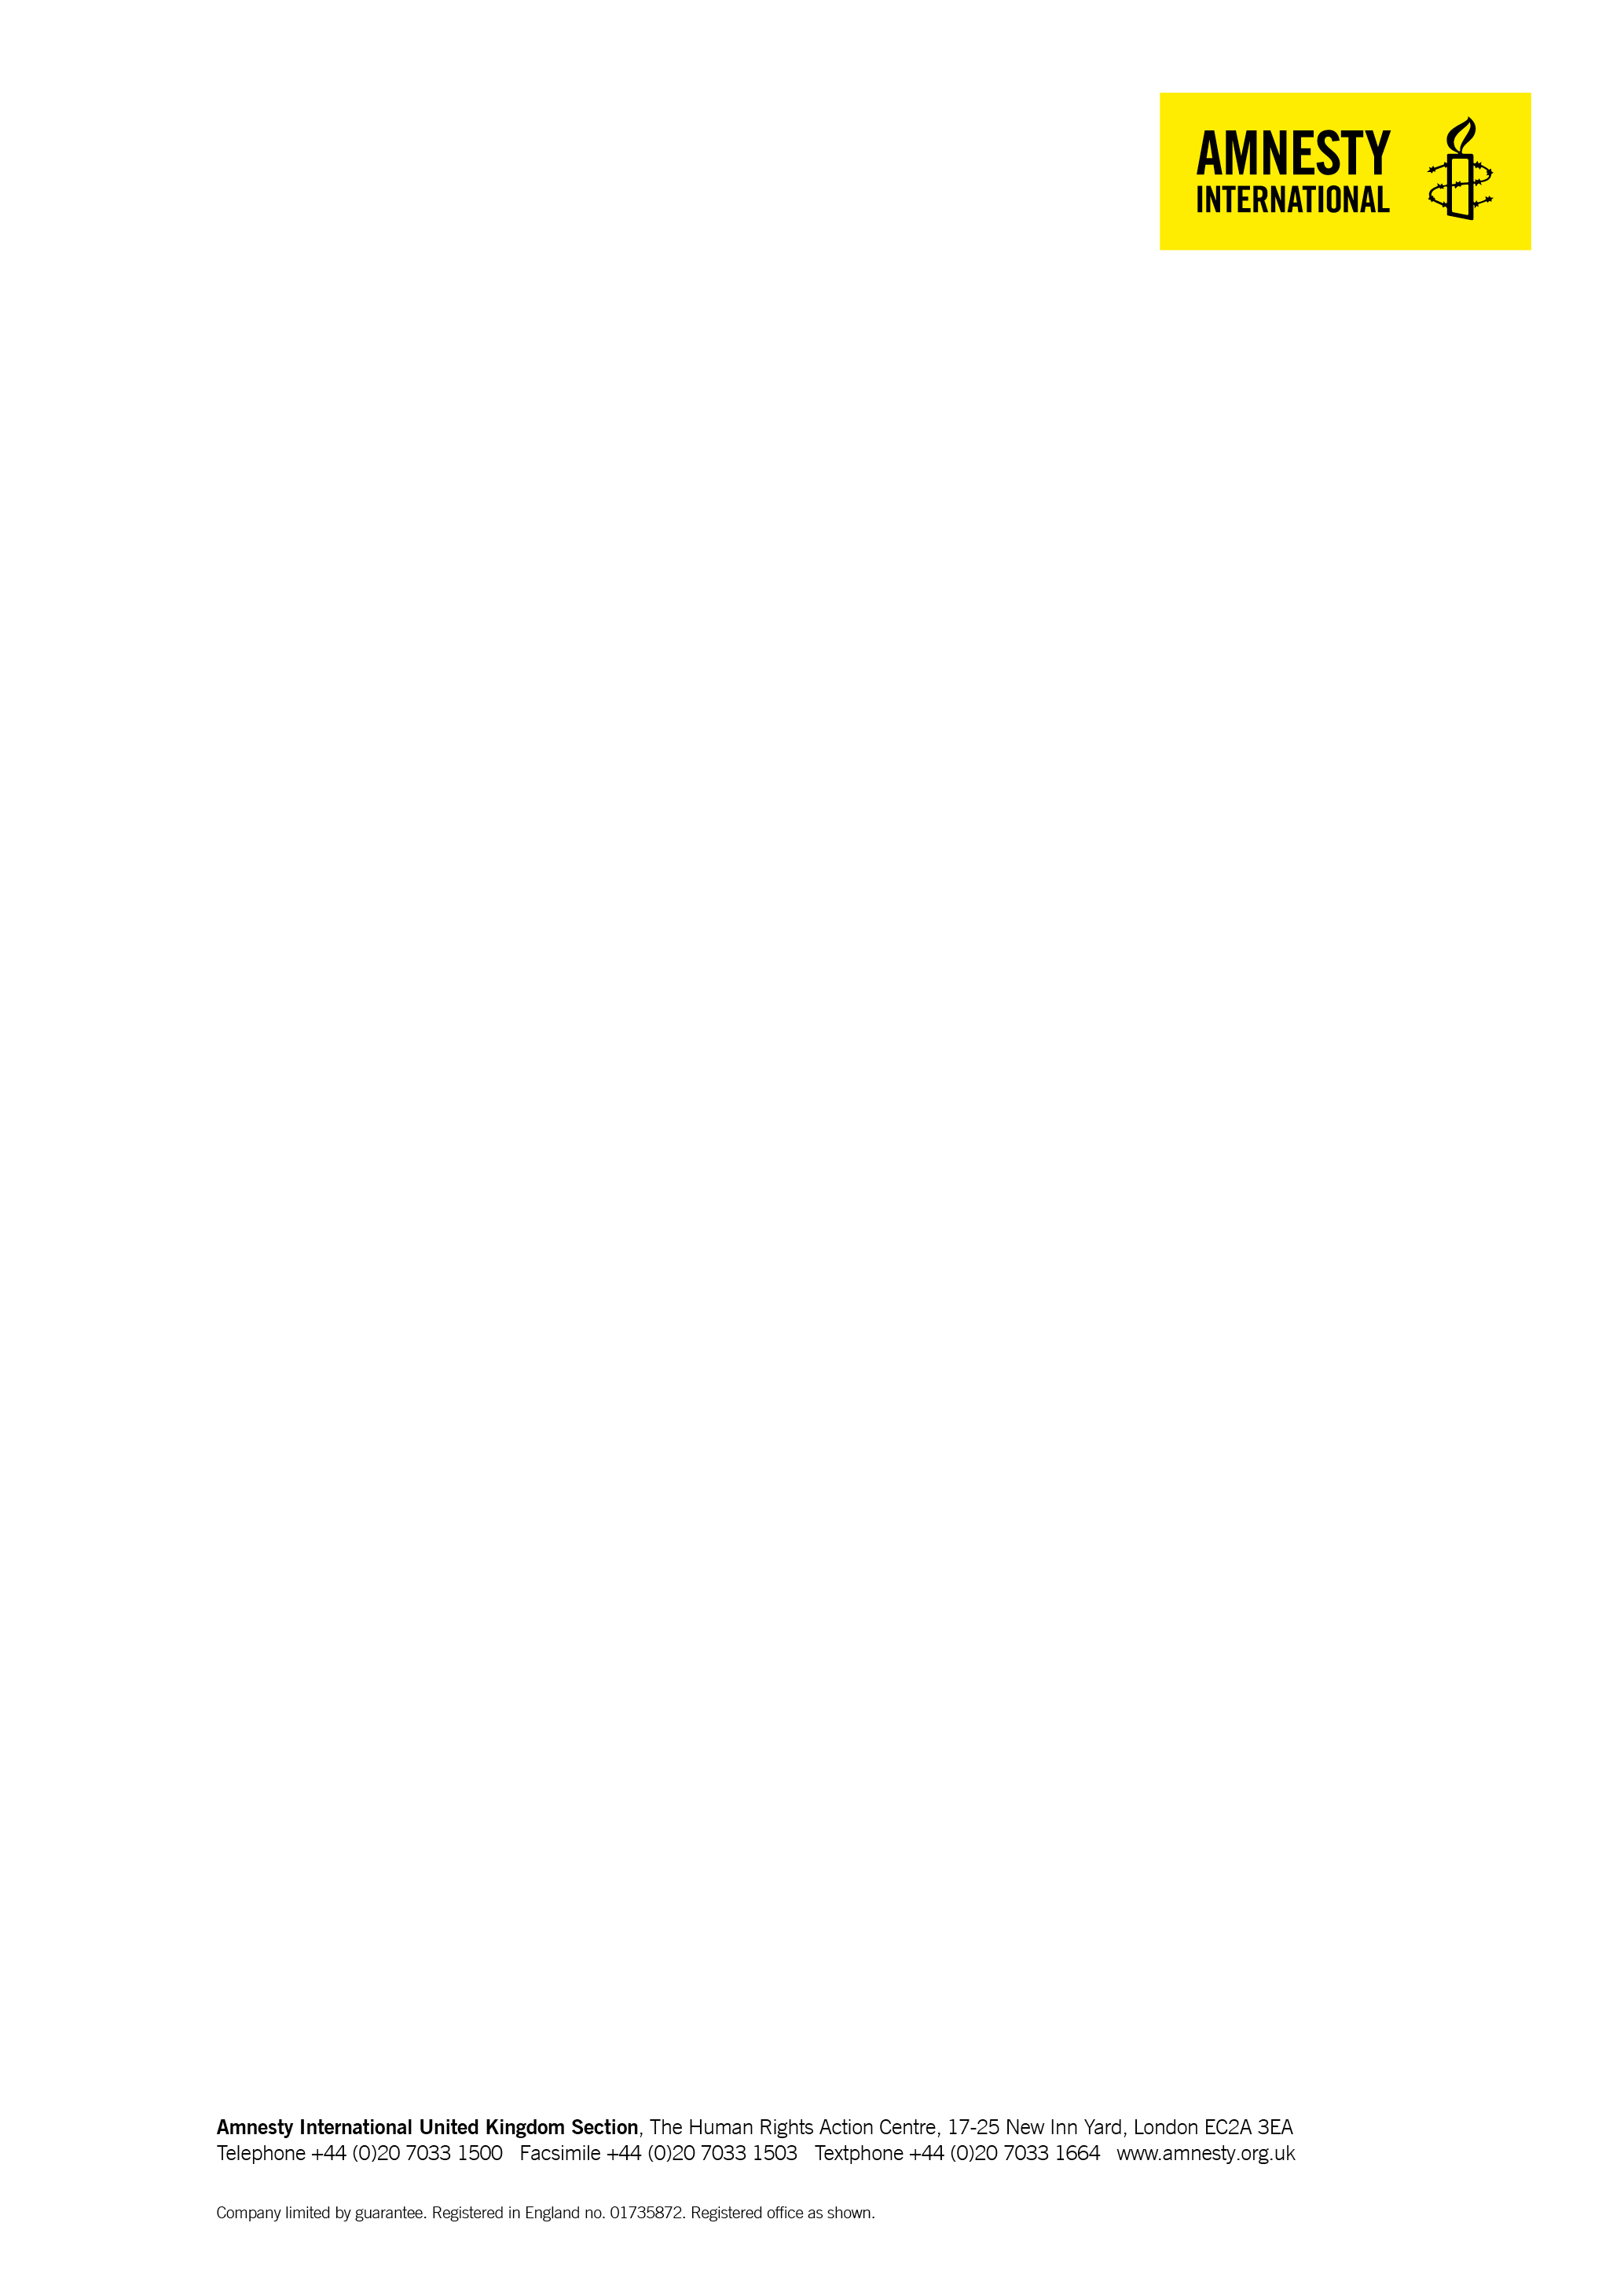 AMNESTY
INTERNATIONAL
Amnesty International United Kingdom Section, The Human Rights Action Centre, 17-25 New Inn Yard, London EC2A 3EA
Telephone +44 (0)20 7033 1500   Facsimile +44 (0)20 7033 1503   Textphone +44 (0)20 7033 1664   www.amnesty.org.uk
Company limited by guarantee. Registered in England no. 01735872. Registered office as shown.